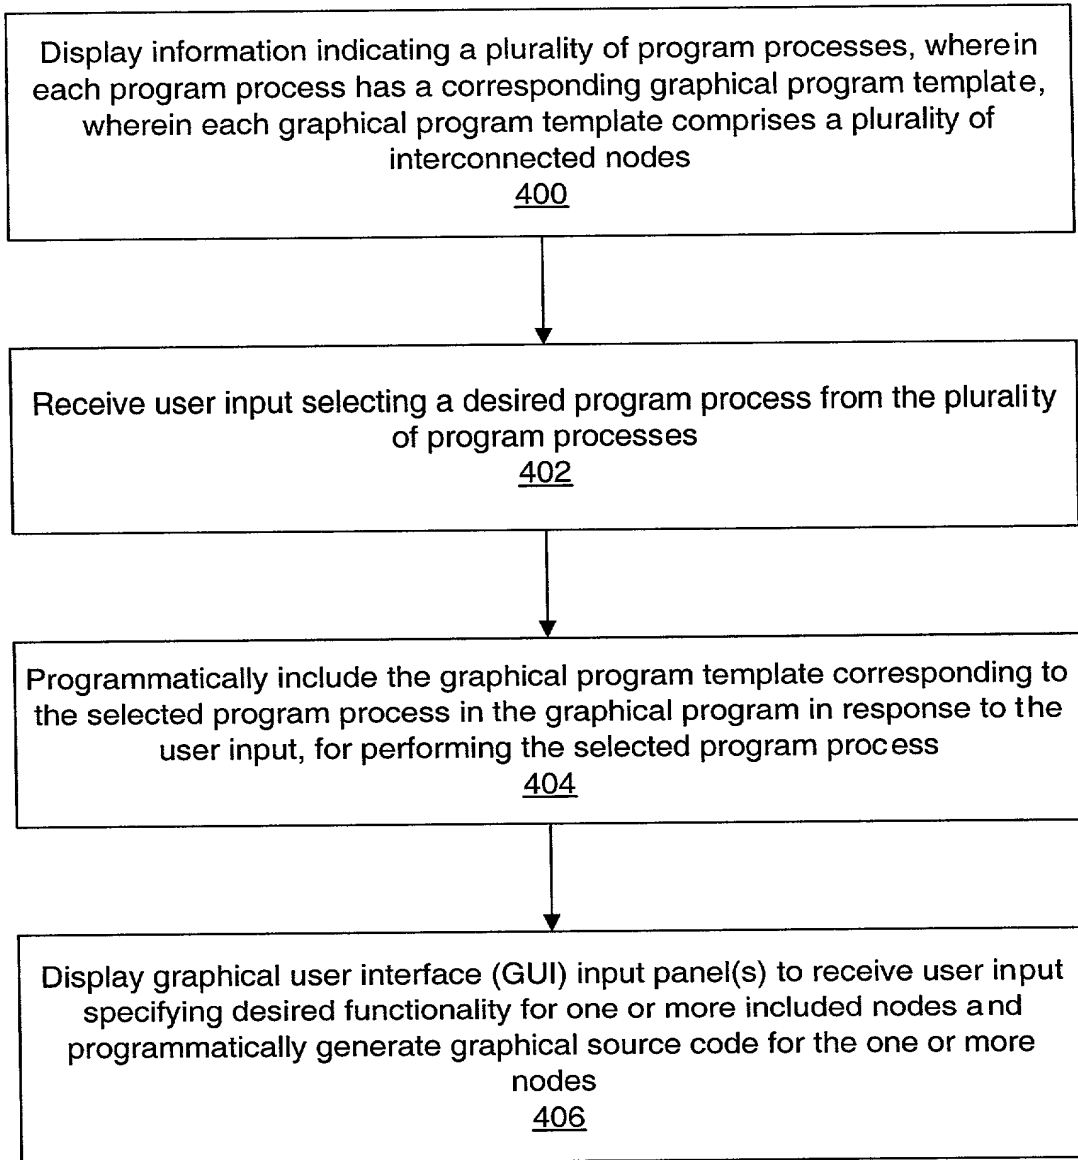 Display information indicating a plurality of program processes, wherein
each program process has a corresponding graphical program template,
wherein each graphical program template comprises a plurality of
interconnected nodes
400
Receive user input selecting a desired program process from the plurality
of program processes
402
Programmatically include the graphical program template corresponding to
the selected program process in the graphical program in response to the
user input, for performing the selected program process
404
Display graphical user interface (GUI) input panel(s) to receive user input
specifying desired functionality for one or more included nodes and
programmatically generate graphical source code for the one or more
nodes
406